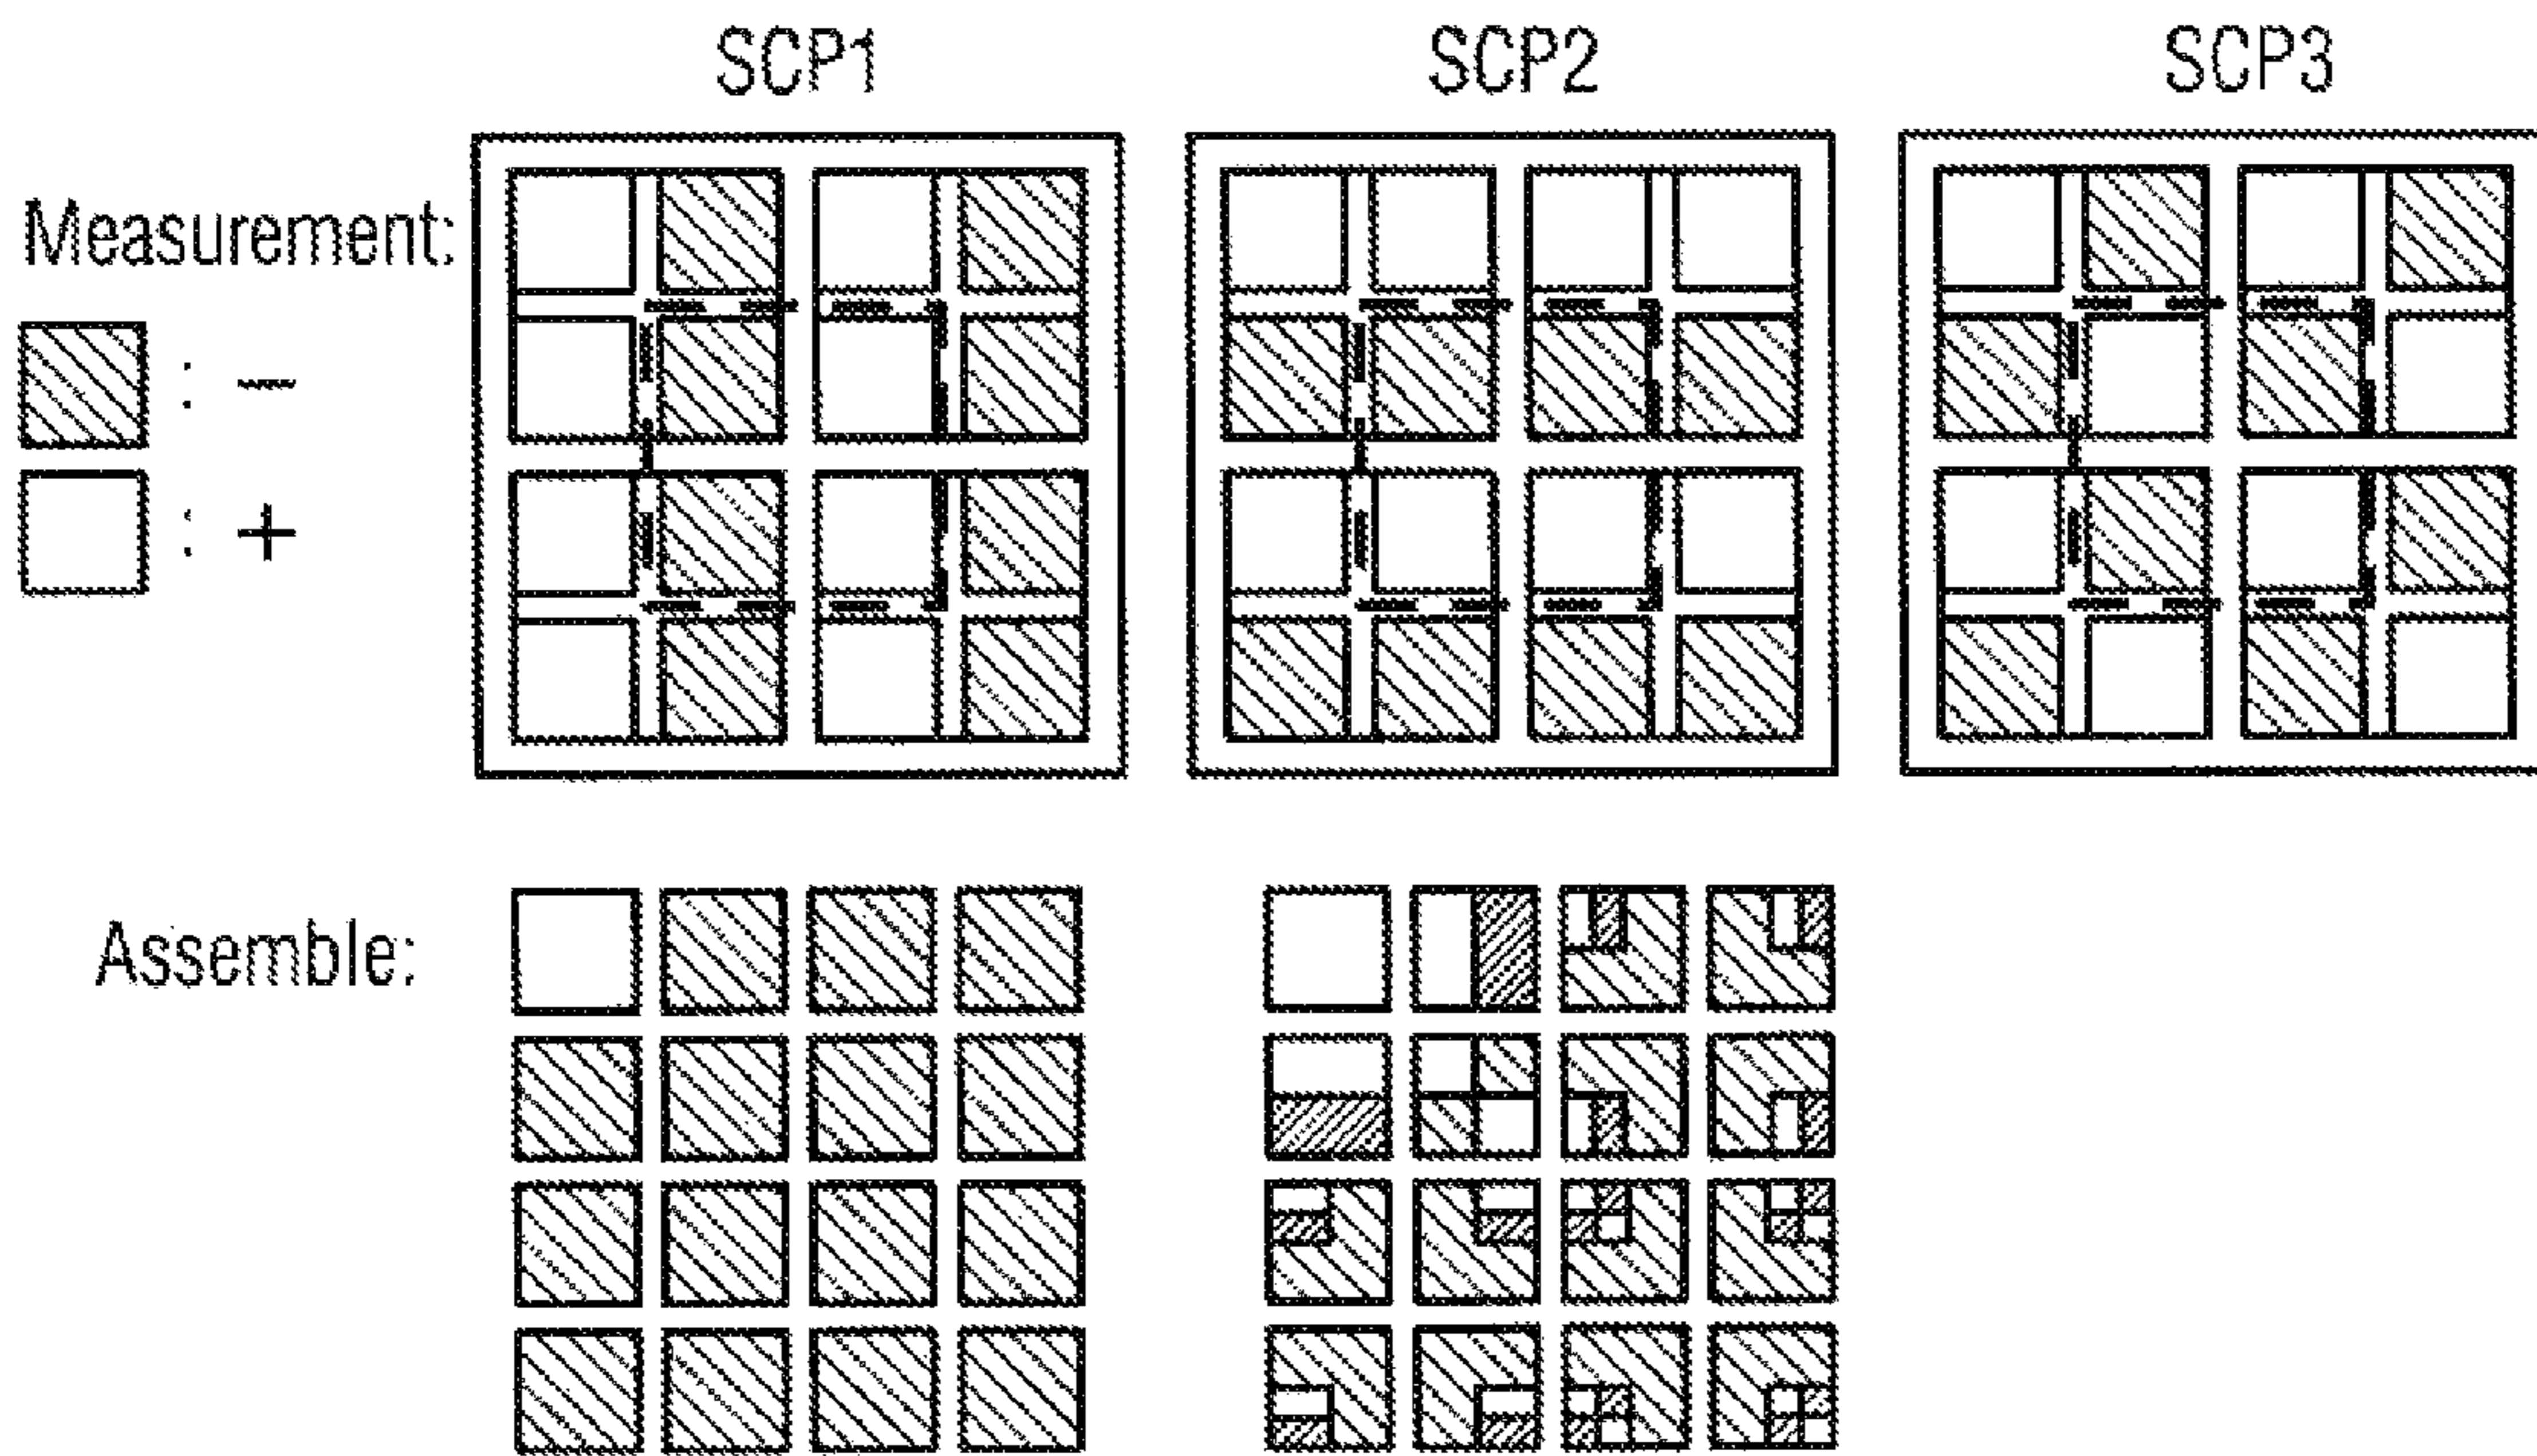 SCP1 SCP2 SCP3
Measurement:
: −
: +
Assemble: